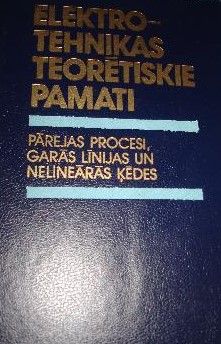 ELEKTRO-
TEHNIKAS
TEORĒTISKIE
PAMATI
PĀREJAS PROCESI,
GARĀS LĪNIJAS UN
NELINEĀRĀS ĶĒDES